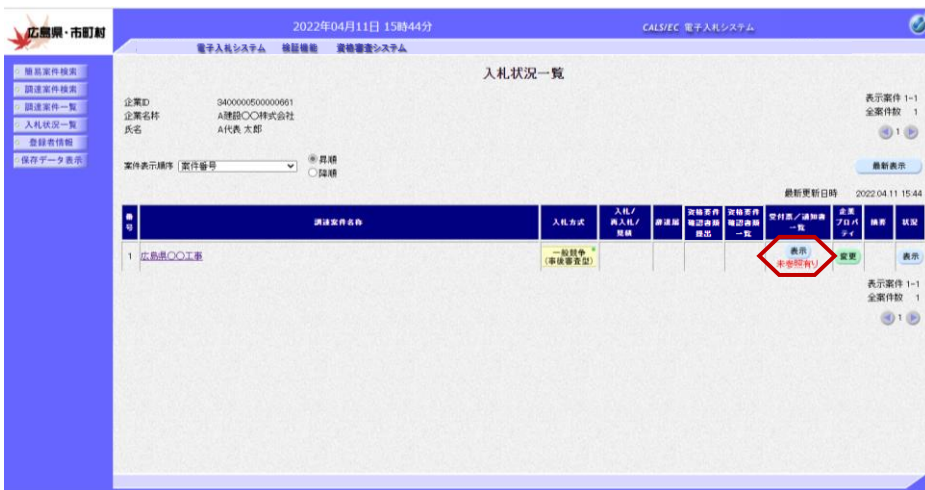 広島県・市町村
2022年04月11日 15時44分
CALS/EC 電子入札システム
電子入札システム 検証機能 資格審査システム
簡易案件検索
調達案件検索
調達案件一覧
入札状況一覧
登録者情報
保存データ表示
入札状況一覧
企業ID 3400000500000661
企業名称 A建設〇〇株式会社
氏名 A代表 太郎
表示案件 1-1
全案件数 1
1
案件表示順序 案件番号
昇順
降順
最新表示
最新更新日時 2022.04.11 15:44
番号 調達案件名称 入札方式 入札/再入札/見積 辞退届 資格要件確認書類提出 資格要件確認書類一覧 受付票/通知書一覧 企業プロパティ 摘要 状況
1 広島県〇〇工事 一般競争(事後審査型) 表示 未参照有り 変更 表示
表示案件 1-1
全案件数 1
1